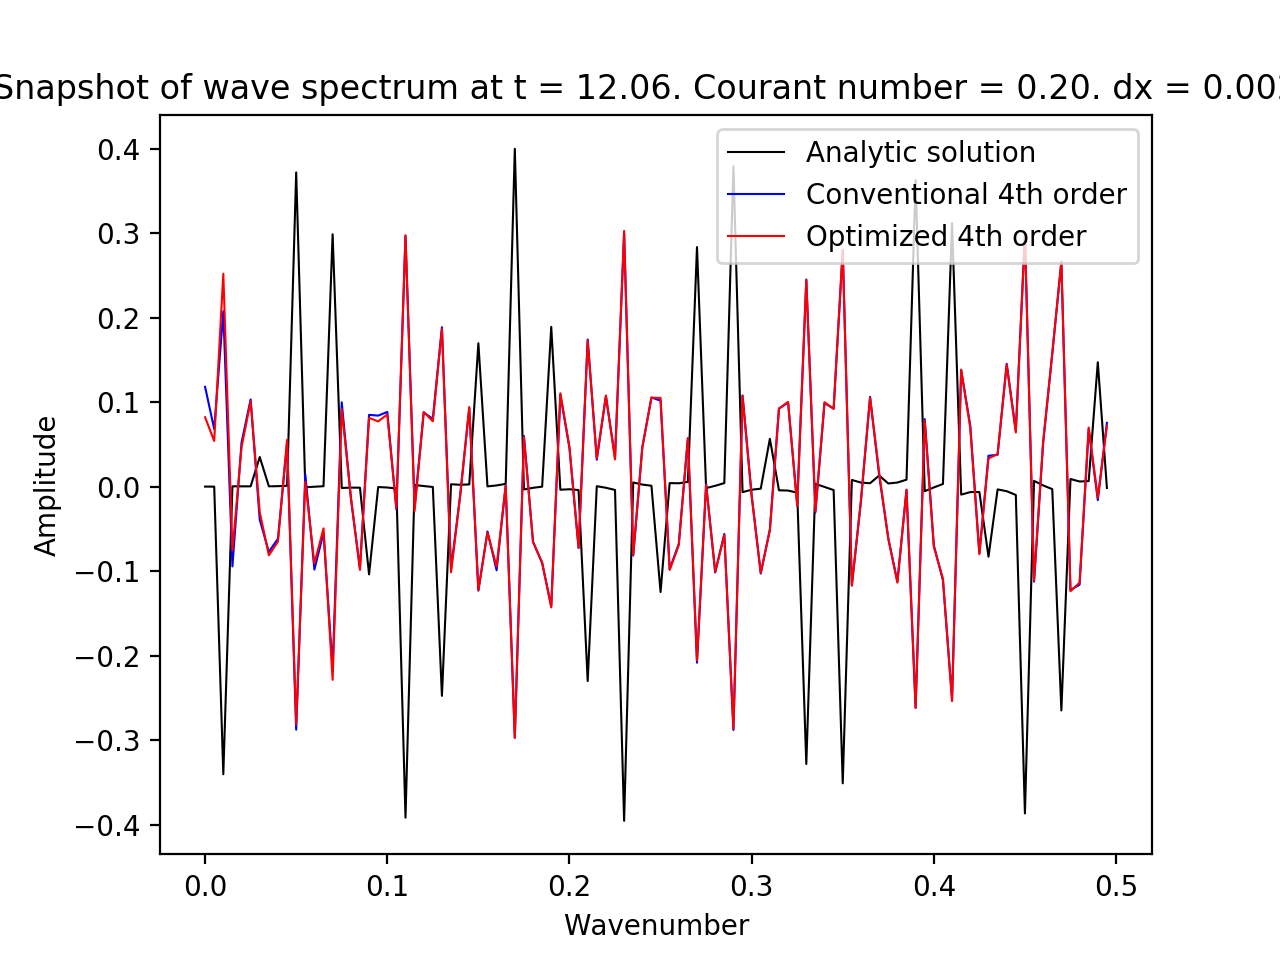 Snapshot of wave spectrum at t = 12.06. Courant number = 0.20. dx = 0.002
Analytic solution
Conventional 4th order
Optimized 4th order
0.4
0.3
0.2
0.1
0.0
−0.1
−0.2
−0.3
−0.4
Amplitude
0.0 0.1 0.2 0.3 0.4 0.5
Wavenumber